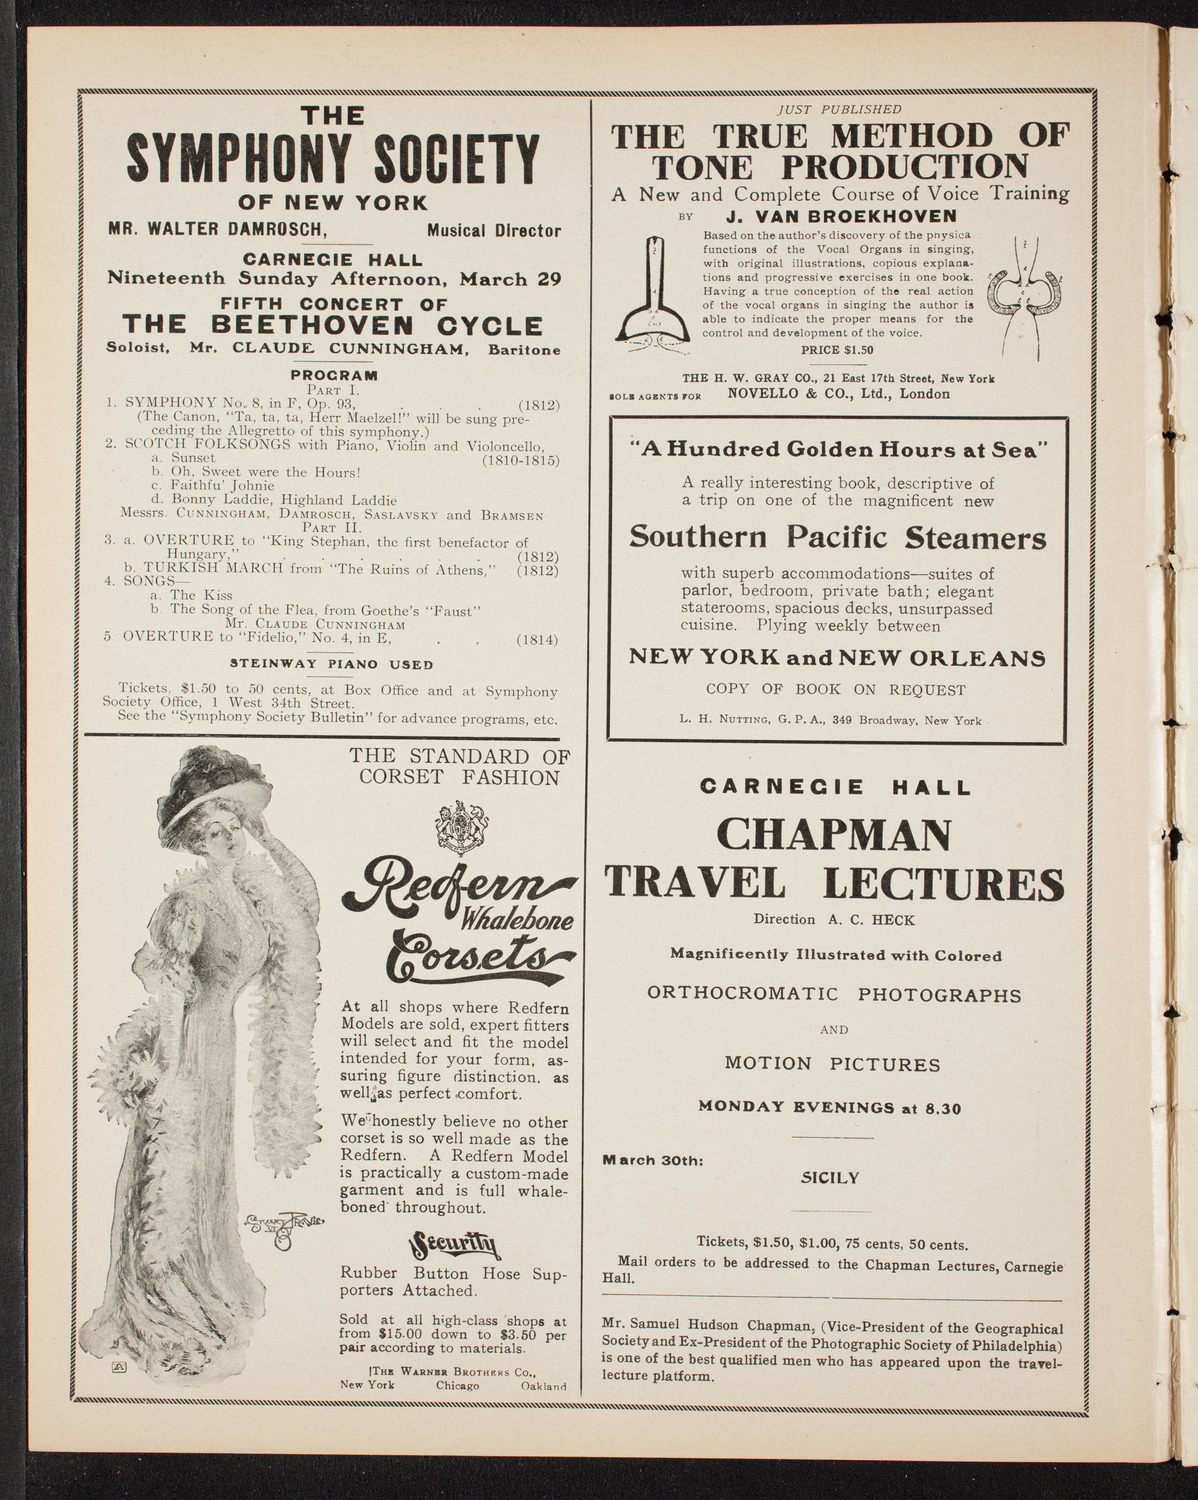 THE
SYMPHONY SOCIETY
OF NEW YORK
MR. WALTER DAMROSCH, Musical Director
CARNEGIE HALL
Nineteenth Sunday Afternoon, March 29
FIFTH CONCERT OF
THE BEETHOVEN CYCLE
Soloist, Mr. CLAUDE CUNNINGHAM, Baritone
PROGRAM
PART I.
1. SYMPHONY No. 8, in F, Op. 93, . . . (1812)
(The Canon, "Ta, ta, ta, Herr Maelzel!" will be sung pre-
ceding the Allegretto of this symphony.)
2. SCOTCH FOLKSONGS with Piano, Violin and Violoncello,
a. Sunset (1810-1815)
b. Oh, Sweet were the Hours!
c. Faithfu' Johnie
d. Bonny Laddie, Highland Laddie
Messrs. CUNNINGHAM, DAMROSCH, SASLAVSKY and BRAMSEN
PART II.
3. a. OVERTURE to "King Stephan, the first benefactor of
Hungary," . . . . . . (1812)
b. TURKISH MARCH from "The Ruins of Athens," (1812)
4. SONGS—
a. The Kiss
b. The Song of the Flea, from Goethe's "Faust"
Mr. CLAUDE CUNNINGHAM
5. OVERTURE to "Fidelio," No. 4, in E, . . (1814)
STEINWAY PIANO USED
Tickets, $1.50 to 50 cents, at Box Office and at Symphony
Society Office, 1 West 34th Street.
See the "Symphony Society Bulletin" for advance programs, etc.
THE STANDARD OF
CORSET FASHION
Redfern
Whalebone
Corsets
At all shops where Redfern
Models are sold, expert fitters
will select and fit the model
intended for your form, as-
suring figure distinction, as
well as perfect comfort.
We honestly believe no other
corset is so well made as the
Redfern. A Redfern Model
is practically a custom-made
garment and is full whale-
boned throughout.
Security
Rubber Button Hose Sup-
porters Attached.
Sold at all high-class shops at
from $15.00 down to $3.50 per
pair according to materials.
THE WARNER BROTHERS CO.,
New York Chicago Oakland
JUST PUBLISHED
THE TRUE METHOD OF
TONE PRODUCTION
A New and Complete Course of Voice Training
BY J. VAN BROEKHOVEN
Based on the author's discovery of the physica
functions of the Vocal Organs in singing,
with original illustrations, copious explana-
tions and progressive exercises in one book.
Having a true conception of the real action
of the vocal organs in singing the author is
able to indicate the proper means for the
control and development of the voice.
PRICE $1.50
THE H. W. GRAY CO., 21 East 17th Street, New York
SOLE AGENTS FOR NOVELLO & CO., Ltd., London
"A Hundred Golden Hours at Sea"
A really interesting book, descriptive of
a trip on one of the magnificent new
Southern Pacific Steamers
with superb accommodations—suites of
parlor, bedroom, private bath; elegant
staterooms, spacious decks, unsurpassed
cuisine. Plying weekly between
NEW YORK and NEW ORLEANS
COPY OF BOOK ON REQUEST
L. H. NUTTING, G. P. A., 349 Broadway, New York
CARNEGIE HALL
CHAPMAN
TRAVEL LECTURES
Direction A. C. HECK
Magnificently Illustrated with Colored
ORTHOCROMATIC PHOTOGRAPHS
AND
MOTION PICTURES
MONDAY EVENINGS at 8.30
March 30th:
SICILY
Tickets, $1.50, $1.00, 75 cents, 50 cents.
Mail orders to be addressed to the Chapman Lectures, Carnegie
Hall.
Mr. Samuel Hudson Chapman, (Vice-President of the Geographical
Society and Ex-President of the Photographic Society of Philadelphia)
is one of the best qualified men who has appeared upon the travel-
lecture platform.